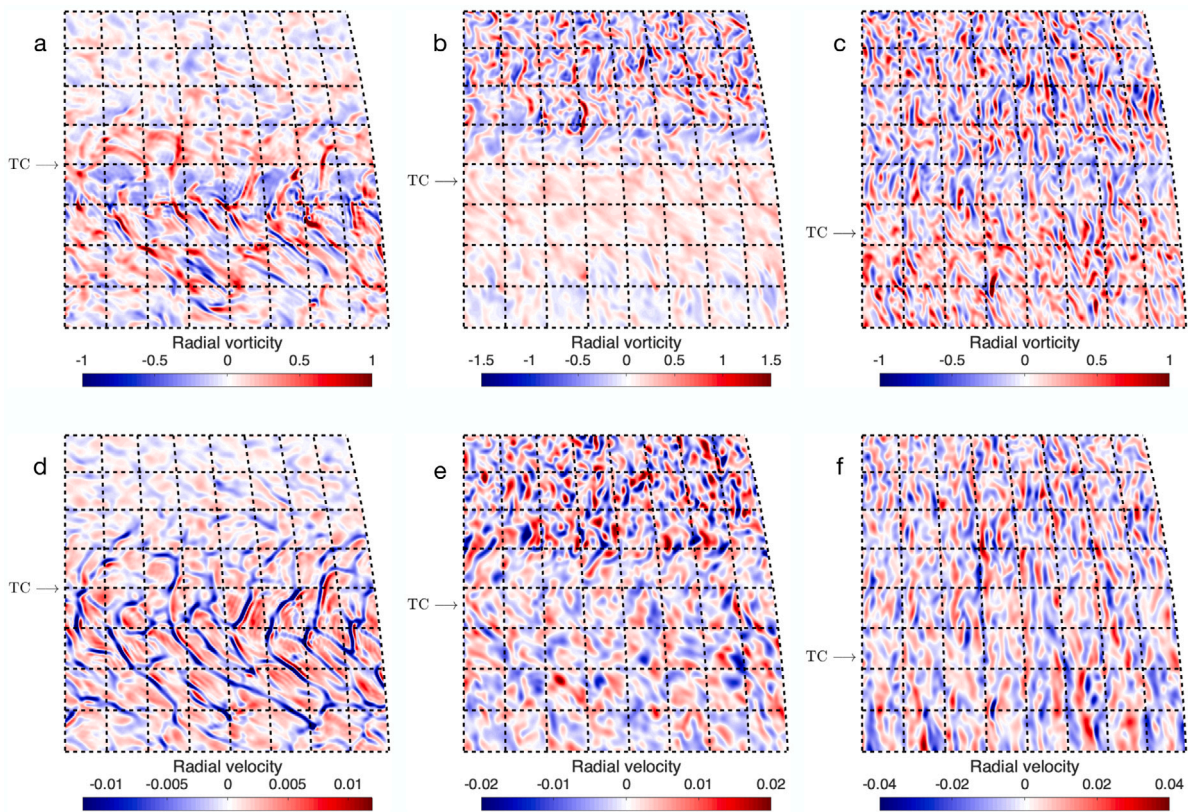 a
b
c
TC →
TC →
TC →
Radial vorticity
Radial vorticity
Radial vorticity
-1 -0.5 0 0.5 1
-1.5 -1 -0.5 0 0.5 1 1.5
-1 -0.5 0 0.5 1
d
e
f
TC →
TC →
TC →
Radial velocity
Radial velocity
Radial velocity
-0.01 -0.005 0 0.005 0.01
-0.02 -0.01 0 0.01 0.02
-0.04 -0.02 0 0.02 0.04